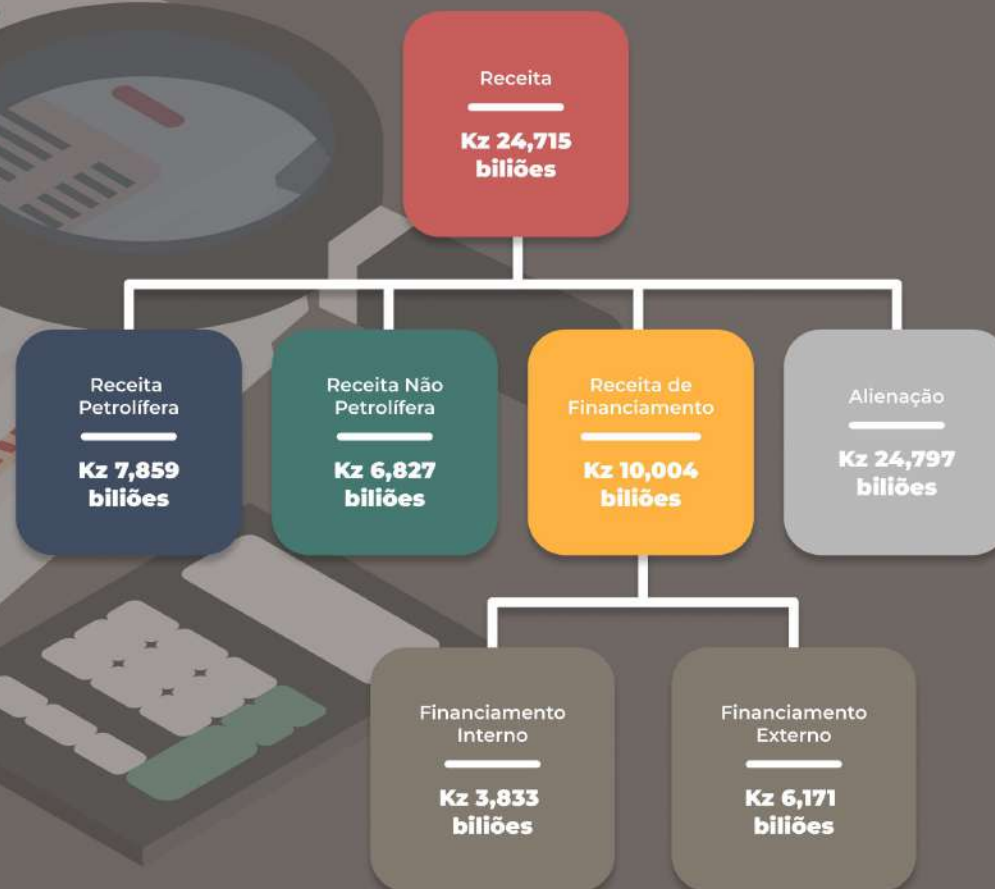 Receita
Kz 24,715
biliões
Receita
Petrolífera
Kz 7,859
biliões
Receita Não
Petrolífera
Kz 6,827
biliões
Receita de
Financiamento
Kz 10,004
biliões
Alienação
Kz 24,797
biliões
Financiamento
Interno
Kz 3,833
biliões
Financiamento
Externo
Kz 6,171
biliões